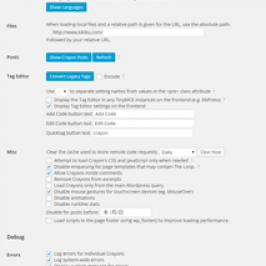 Show Languages
Files
When loading local files and a relative path is given for the URL, use the absolute path:
Followed by your relative URL.
Posts
Show Crayon Posts Refresh
Tag Editor
Convert Legacy Tags Encode
Use to separate setting names from values in the <pre> class attribute
Display the Tag Editor in any TinyMCE instances on the frontend (e.g. bbPress)
Display Tag Editor settings on the frontend
Add Code button text Add Code
Edit Code button text Edit Code
Quicktag button text crayon
Misc
Clear the cache used to store remote code requests: Daily Clear Now
Attempt to load Crayon's CSS and JavaScript only when needed
Disable enqueuing for page templates that may contain The Loop.
Allow Crayons inside comments
Remove Crayons from excerpts
Load Crayons only from the main Wordpress query
Disable mouse gestures for touchscreen devices (eg. MouseOver)
Disable animations
Disable runtime stats
Disable for posts before:
Load scripts in the page footer using wp_footer() to improve loading performance.
Debug
Errors
Log errors for individual Crayons
Log system-wide errors